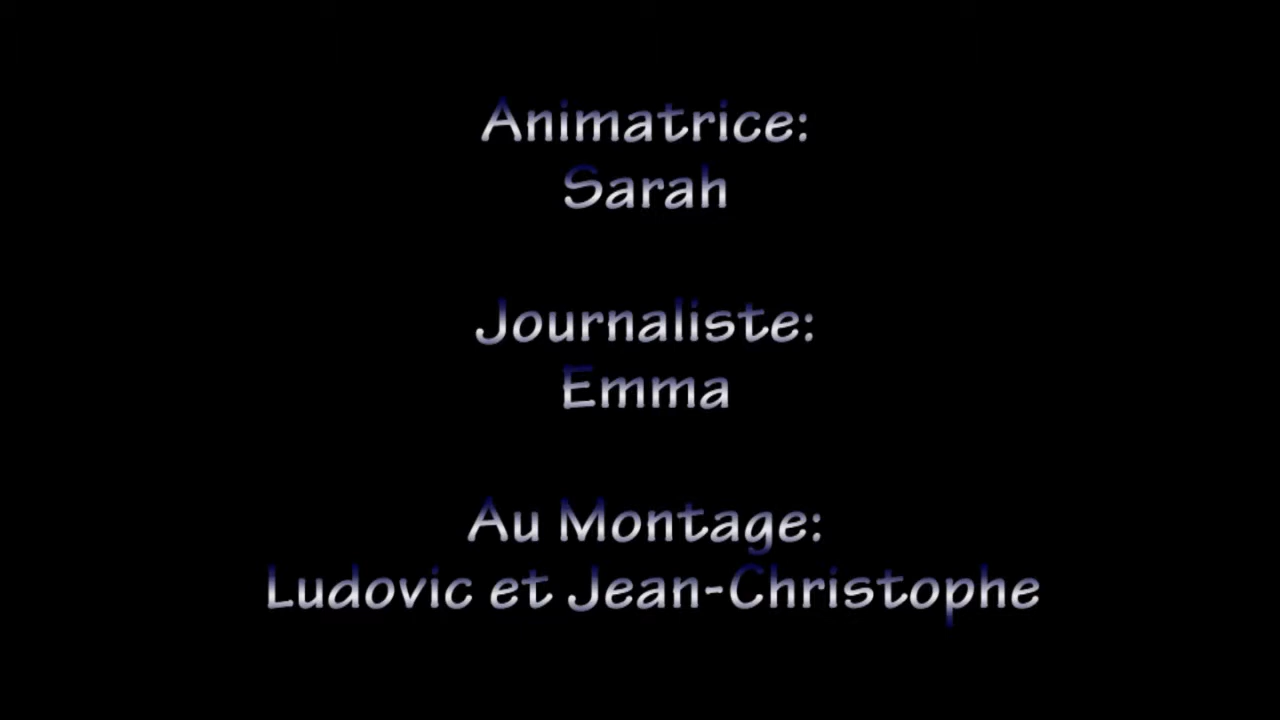 Animatrice:
Sarah
Journaliste:
Emma
Au Montage:
Ludovic et Jean-Christophe